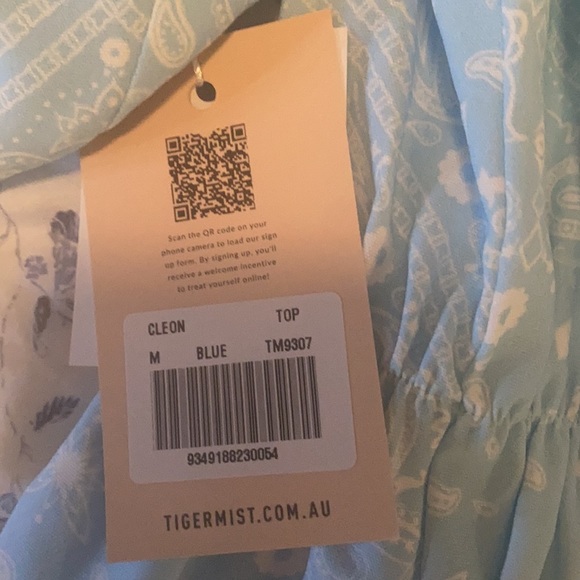 Scan the QR code on your
phone camera to load our sign
up form. By signing up, you'll
receive a welcome incentive
to treat yourself online!
CLEON TOP
M BLUE TM9307
9349188230054
TIGERMIST.COM.AU